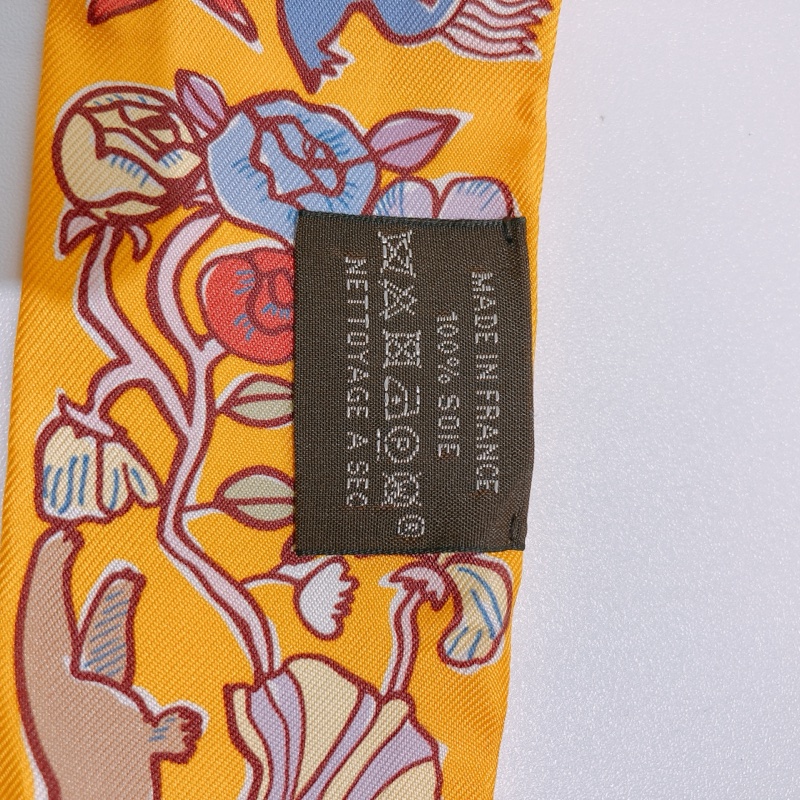 MADE IN FRANCE
100% SOIE
P ®
NETTOYAGE A SEC